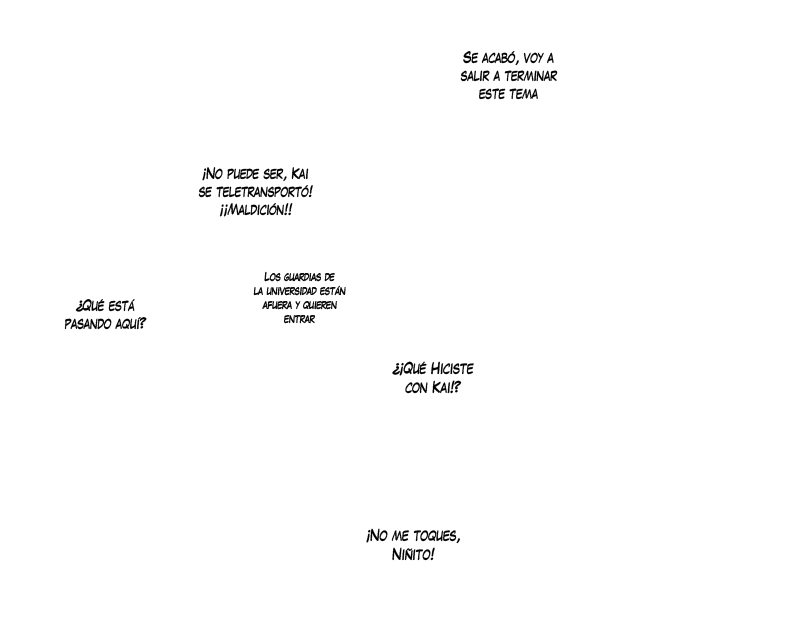 Se acabó, voy a
salir a terminar
este tema
¡No puede ser, Kai
se teletransportó!
¡¡Maldición!!
Los guardias de
la universidad están
afuera y quieren
entrar
¿Qué está
pasando aquí?
¿¡Qué Hiciste
con Kai!?
¡No me toques,
Niñito!